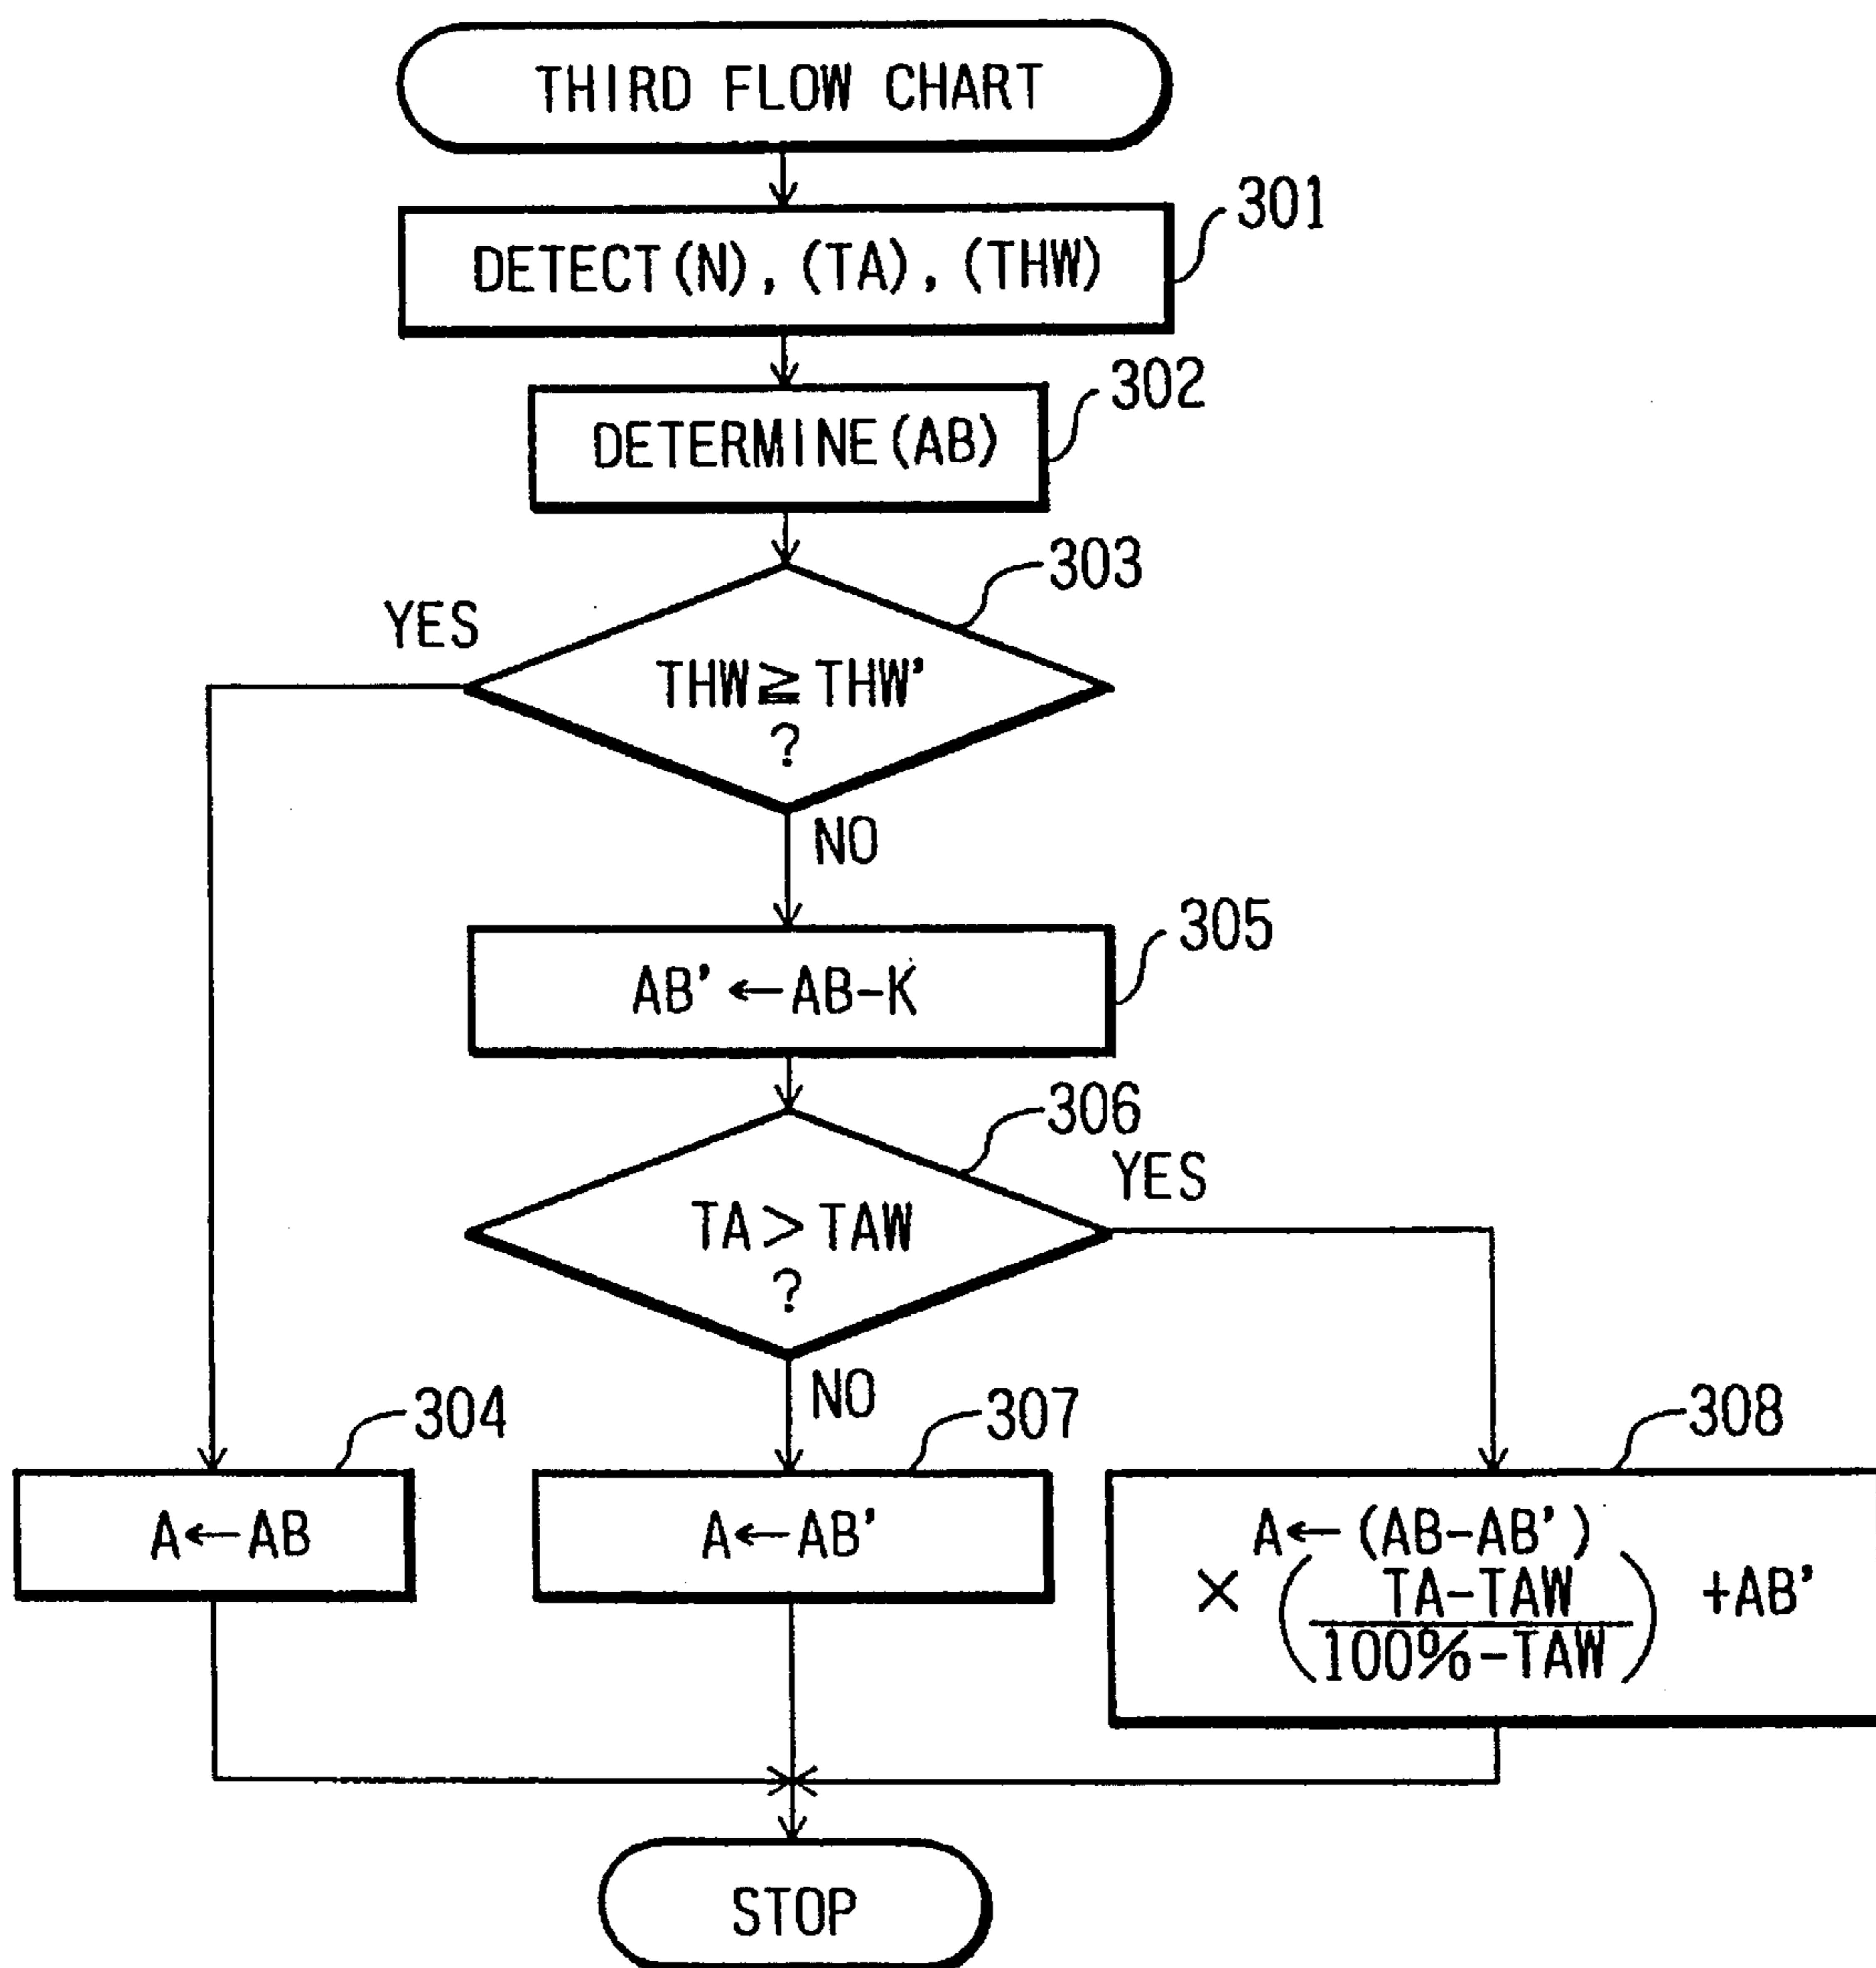 THIRD FLOW CHART
301
DETECT(N), (TA), (THW)
302
DETERMINE(AB)
303
YES
THW≧THW'
?
NO
305
AB'←AB-K
306
YES
TA>TAW
?
NO
304
307
308
A←AB
A←AB'
A←(AB-AB')
× (TA-TAW
100%-TAW) +AB'
STOP